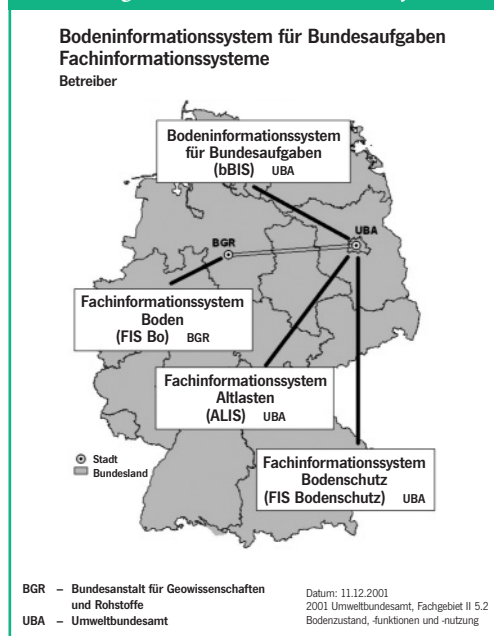 Bodeninformationssystem für Bundesaufgaben
Fachinformationssysteme
Betreiber
Bodeninformationssystem
für Bundesaufgaben
(bBIS) UBA
UBA
BGR
Fachinformationssystem
Boden
(FIS Bo) BGR
Fachinformationssystem
Altlasten
(ALIS) UBA
Stadt
Bundesland
Fachinformationssystem
Bodenschutz
(FIS Bodenschutz) UBA
BGR – Bundesanstalt für Geowissenschaften
und Rohstoffe
UBA – Umweltbundesamt
Datum: 11.12.2001
2001 Umweltbundesamt, Fachgebiet II 5.2
Bodenzustand, -funktionen und -nutzung